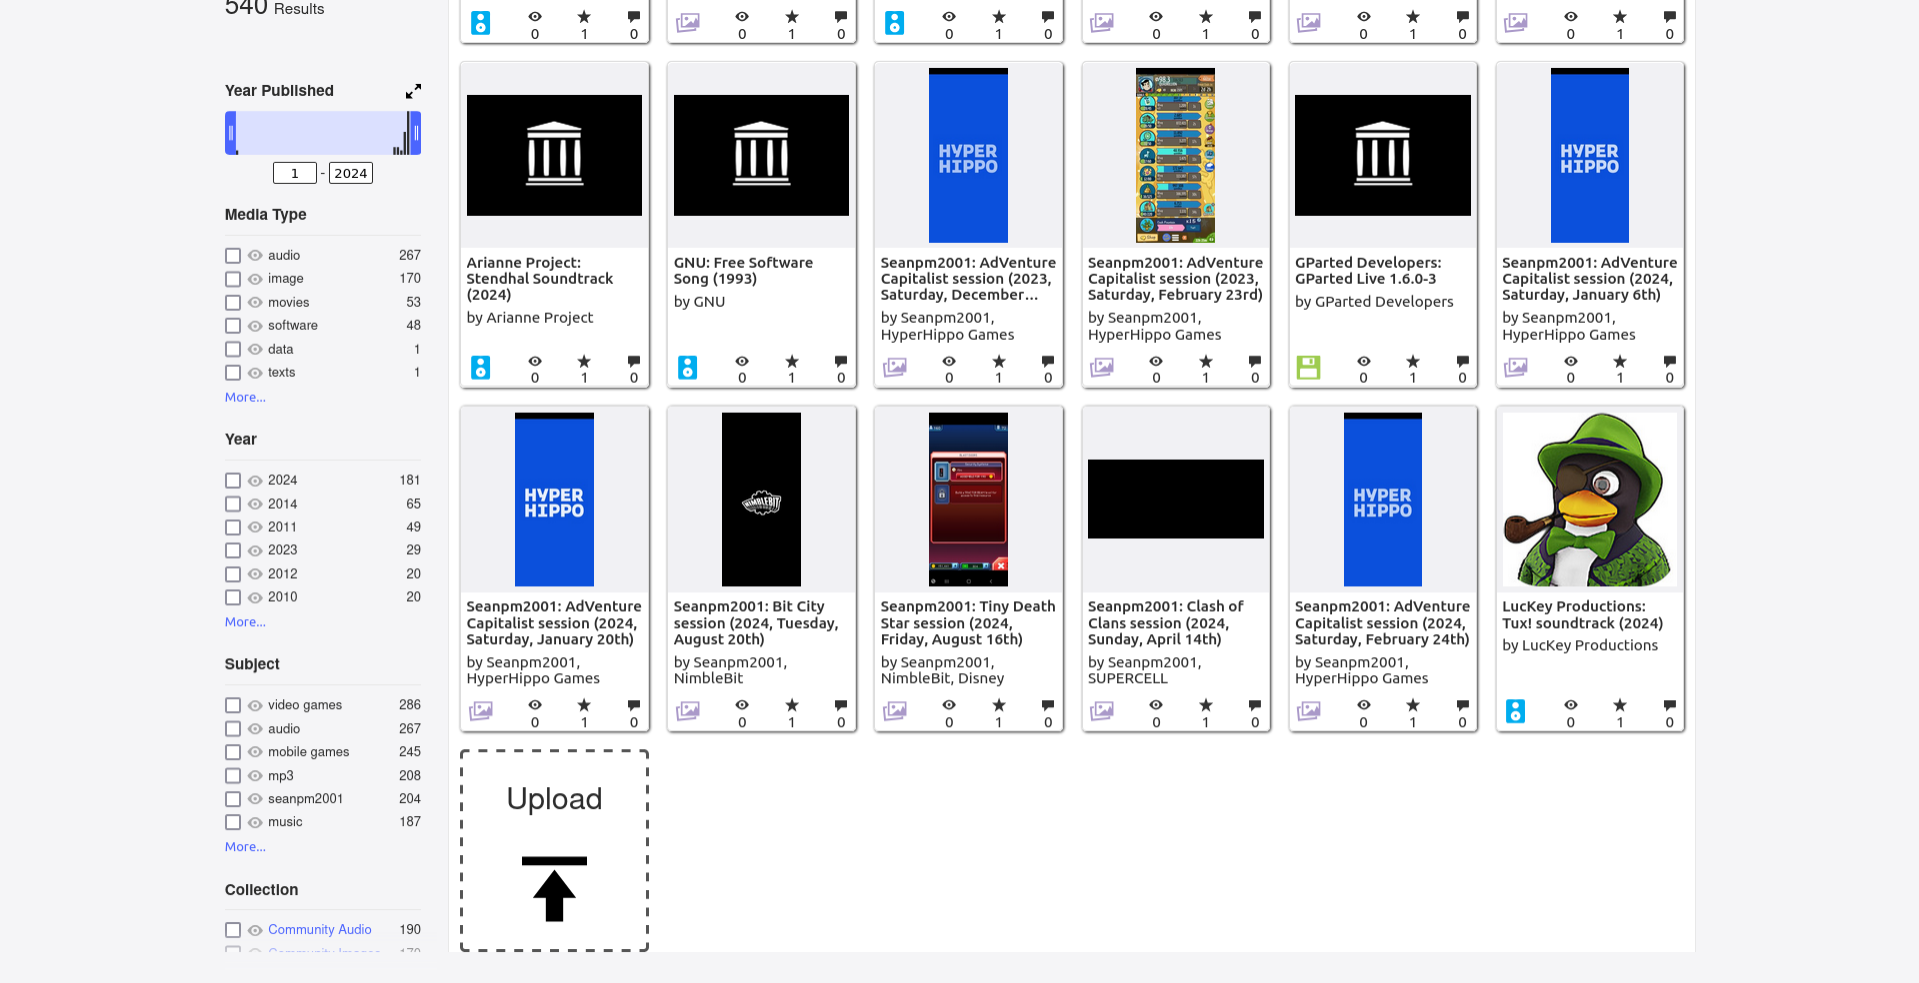 540 Results
0 1 0
0 1 0
0 1 0
0 1 0
0 1 0
0 1 0
Year Published
1 - 2024
Media Type
audio 267
image 170
movies 53
software 48
data 1
texts 1
More...
Year
2024 181
2014 65
2011 49
2023 29
2012 20
2010 20
More...
Subject
video games 286
audio 267
mobile games 245
mp3 208
seanpm2001 204
music 187
More...
Collection
Community Audio 190
Arianne Project:
Stendhal Soundtrack
(2024)
by Arianne Project
0 1 0
GNU: Free Software
Song (1993)
by GNU
0 1 0
HYPER
HIPPO
Seanpm2001: AdVenture
Capitalist session (2023,
Saturday, December...
by Seanpm2001,
HyperHippo Games
0 1 0
Seanpm2001: AdVenture
Capitalist session (2023,
Saturday, February 23rd)
by Seanpm2001,
HyperHippo Games
0 1 0
GParted Developers:
GParted Live 1.6.0-3
by GParted Developers
0 1 0
HYPER
HIPPO
Seanpm2001: AdVenture
Capitalist session (2024,
Saturday, January 6th)
by Seanpm2001,
HyperHippo Games
0 1 0
HYPER
HIPPO
Seanpm2001: AdVenture
Capitalist session (2024,
Saturday, January 20th)
by Seanpm2001,
HyperHippo Games
0 1 0
NIMBLEBIT
Seanpm2001: Bit City
session (2024, Tuesday,
August 20th)
by Seanpm2001,
NimbleBit
0 1 0
Seanpm2001: Tiny Death
Star session (2024,
Friday, August 16th)
by Seanpm2001,
NimbleBit, Disney
0 1 0
Seanpm2001: Clash of
Clans session (2024,
Sunday, April 14th)
by Seanpm2001,
SUPERCELL
0 1 0
HYPER
HIPPO
Seanpm2001: AdVenture
Capitalist session (2024,
Saturday, February 24th)
by Seanpm2001,
HyperHippo Games
0 1 0
LucKey Productions:
Tux! soundtrack (2024)
by LucKey Productions
0 1 0
Upload